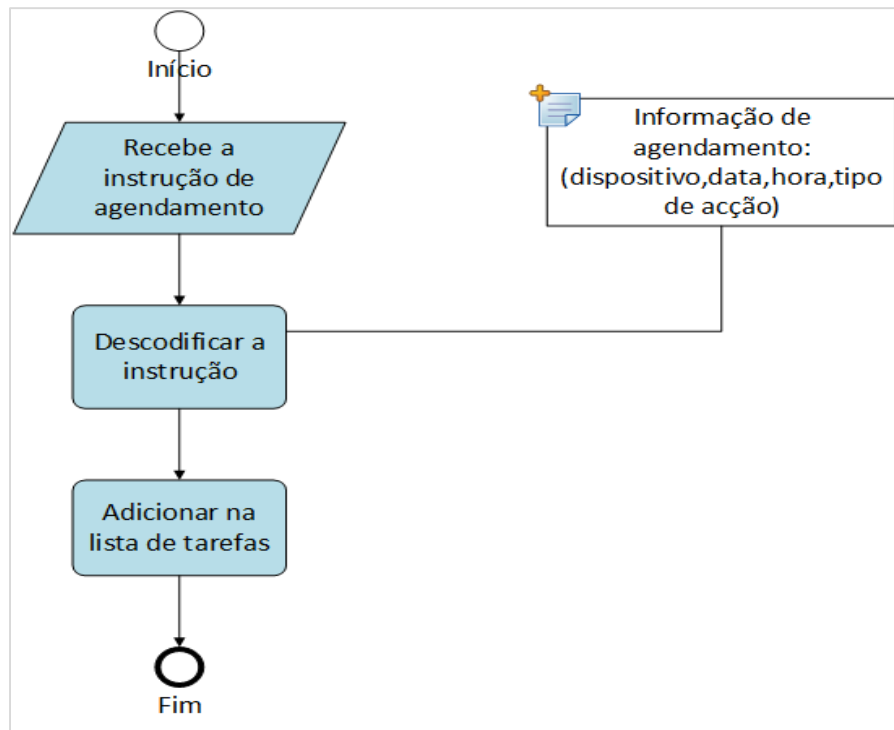 Início
Recebe a
instrução de
agendamento
Informação de
agendamento:
(dispositivo,data,hora,tipo
de acção)
Descodificar a
instrução
Adicionar na
lista de tarefas
Fim